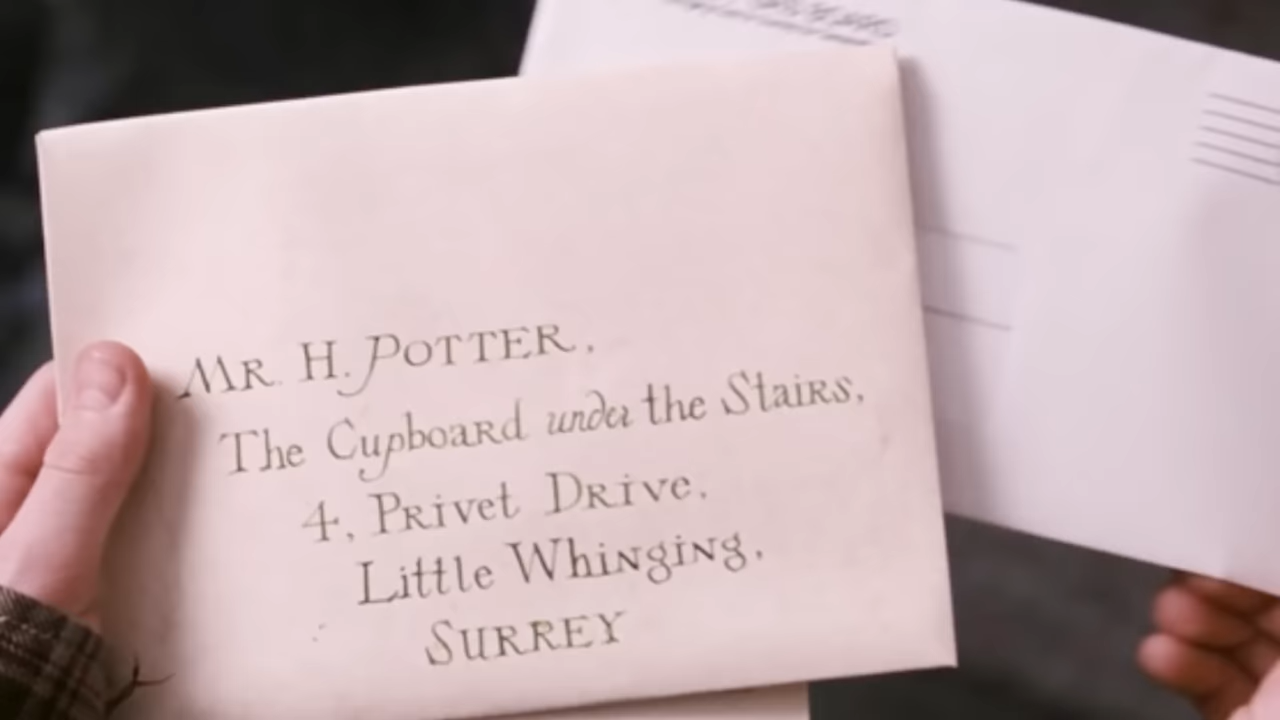 Mr. H. Potter,
The Cupboard under the Stairs,
4, Privet Drive,
Little Whinging,
Surrey